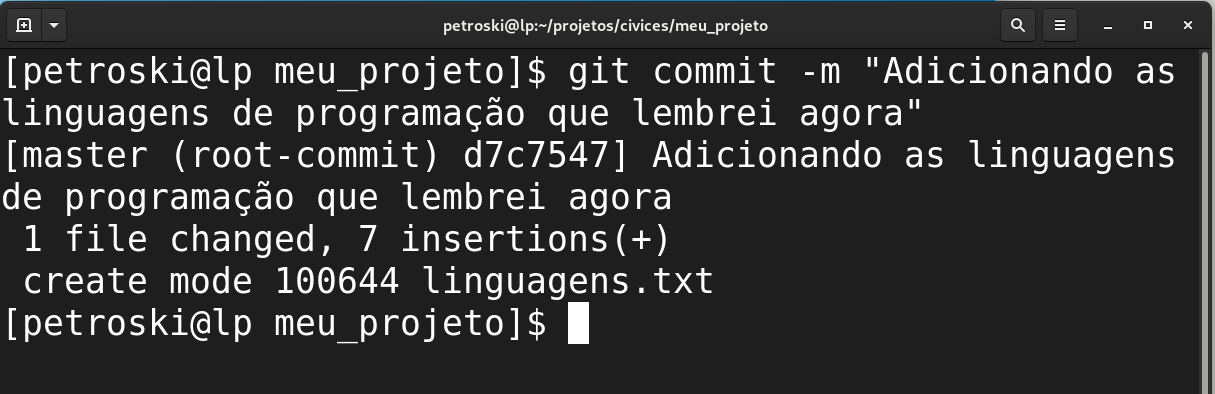 petroski@lp:~/projetos/civices/meu_projeto
[petroski@lp meu_projeto]$ git commit -m "Adicionando as
linguagens de programação que lembrei agora"
[master (root-commit) d7c7547] Adicionando as linguagens
de programação que lembrei agora
 1 file changed, 7 insertions(+)
 create mode 100644 linguagens.txt
[petroski@lp meu_projeto]$